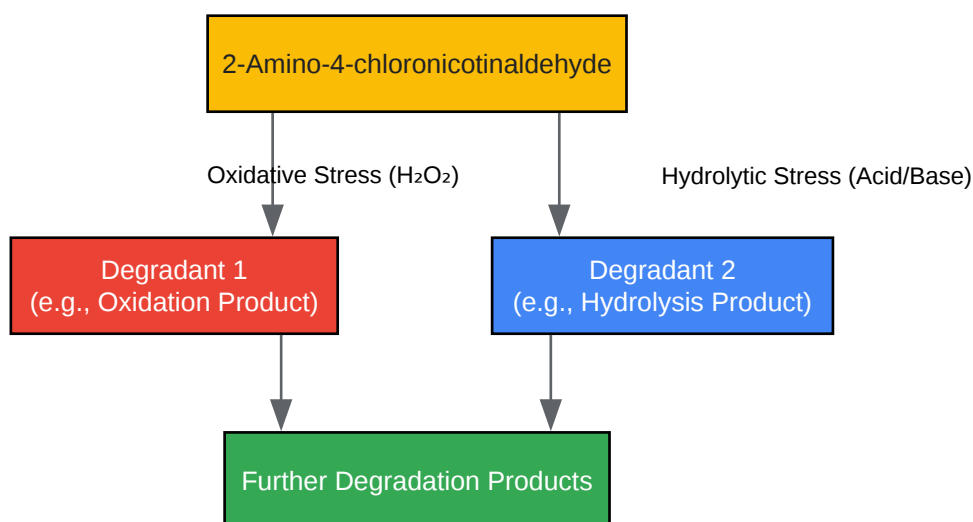 2-Amino-4-chloronicotinaldehyde
Oxidative Stress (H₂O₂)
Hydrolytic Stress (Acid/Base)
Degradant 1
(e.g., Oxidation Product)
Degradant 2
(e.g., Hydrolysis Product)
Further Degradation Products